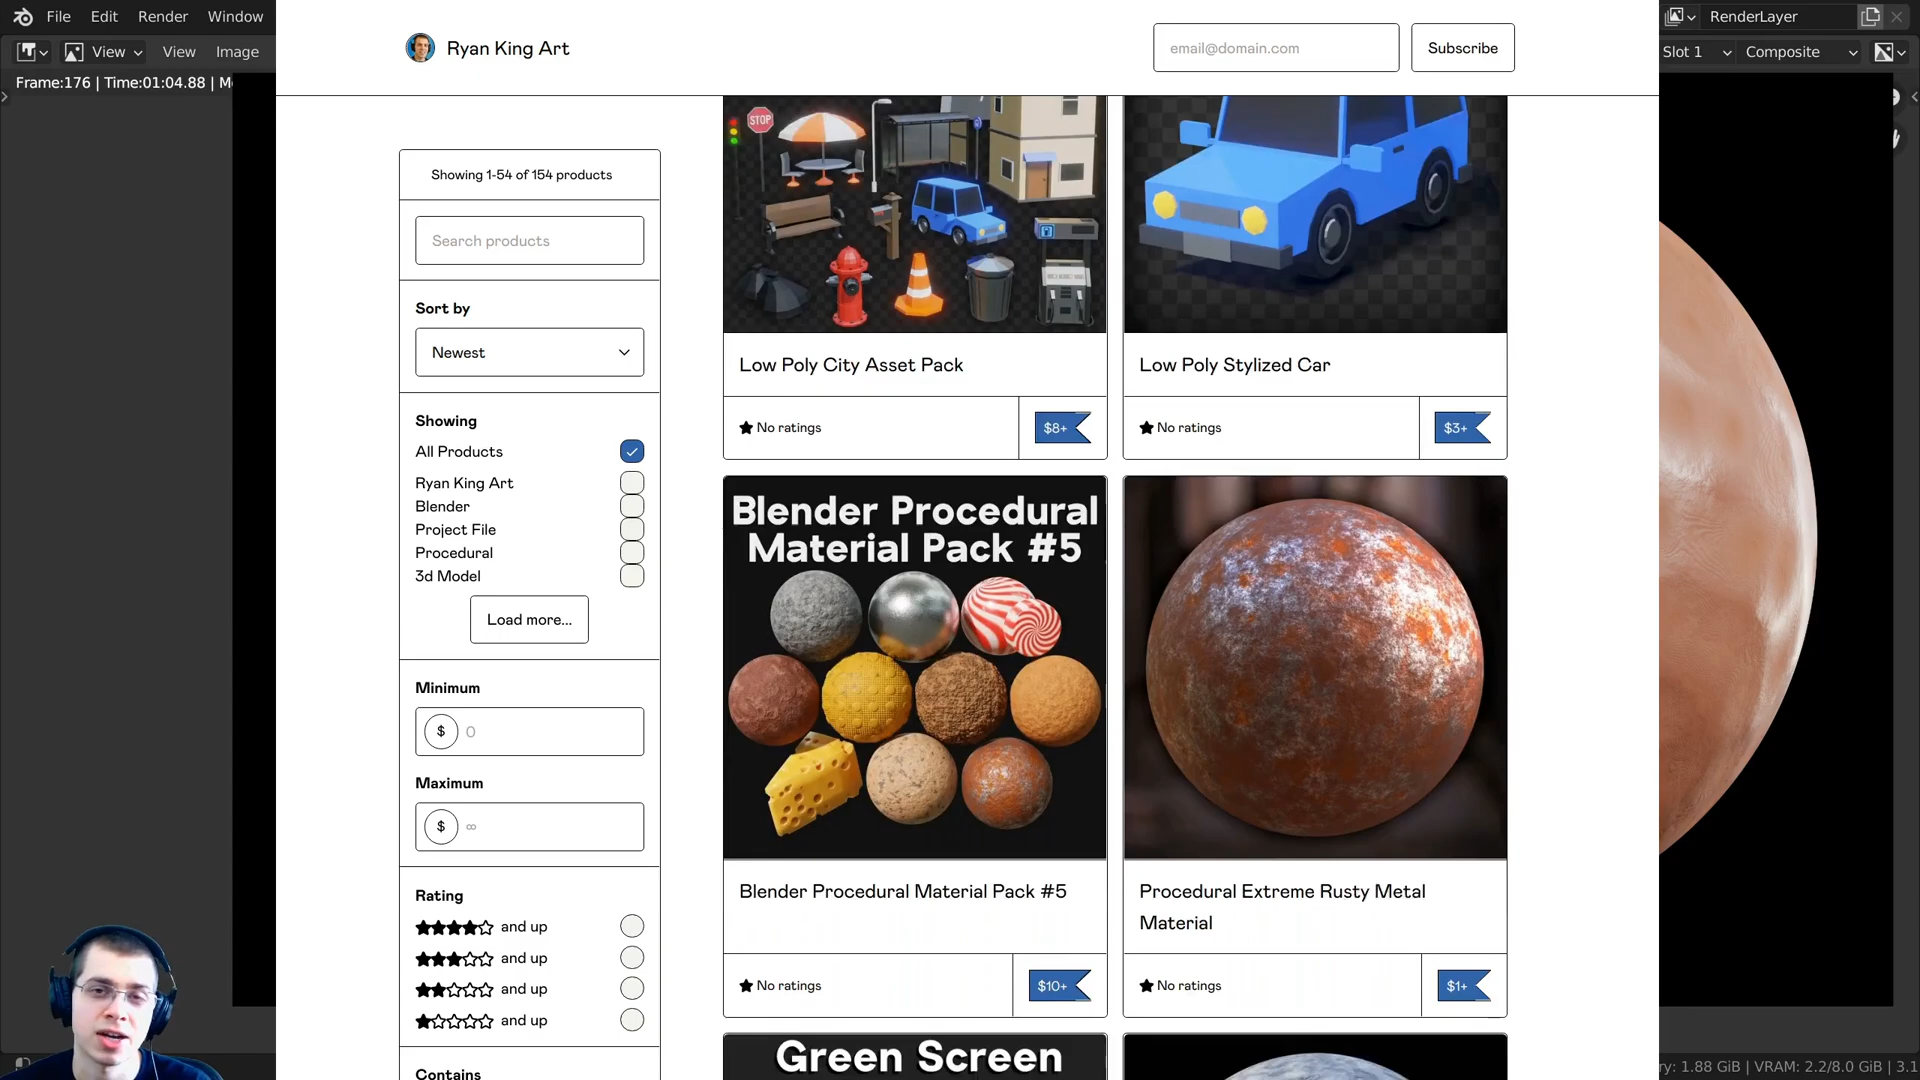 File Edit Render Window
View View Image
Frame:176 | Time:01:04.88 |
Ryan King Art
email@domain.com
Subscribe
RenderLayer
Slot 1
Composite
Showing 1-54 of 154 products
Search products
Sort by
Newest
Showing
All Products
Ryan King Art
Blender
Project File
Procedural
3d Model
Load more...
Minimum
$ 0
Maximum
$ ∞
Rating
and up
and up
and up
and up
Contains
STOP
Low Poly City Asset Pack
No ratings
$8+
Low Poly Stylized Car
No ratings
$3+
Blender Procedural
Material Pack #5
Blender Procedural Material Pack #5
No ratings
$10+
Procedural Extreme Rusty Metal
Material
No ratings
$1+
Green Screen
1.88 GiB | VRAM: 2.2/8.0 GiB | 3.1